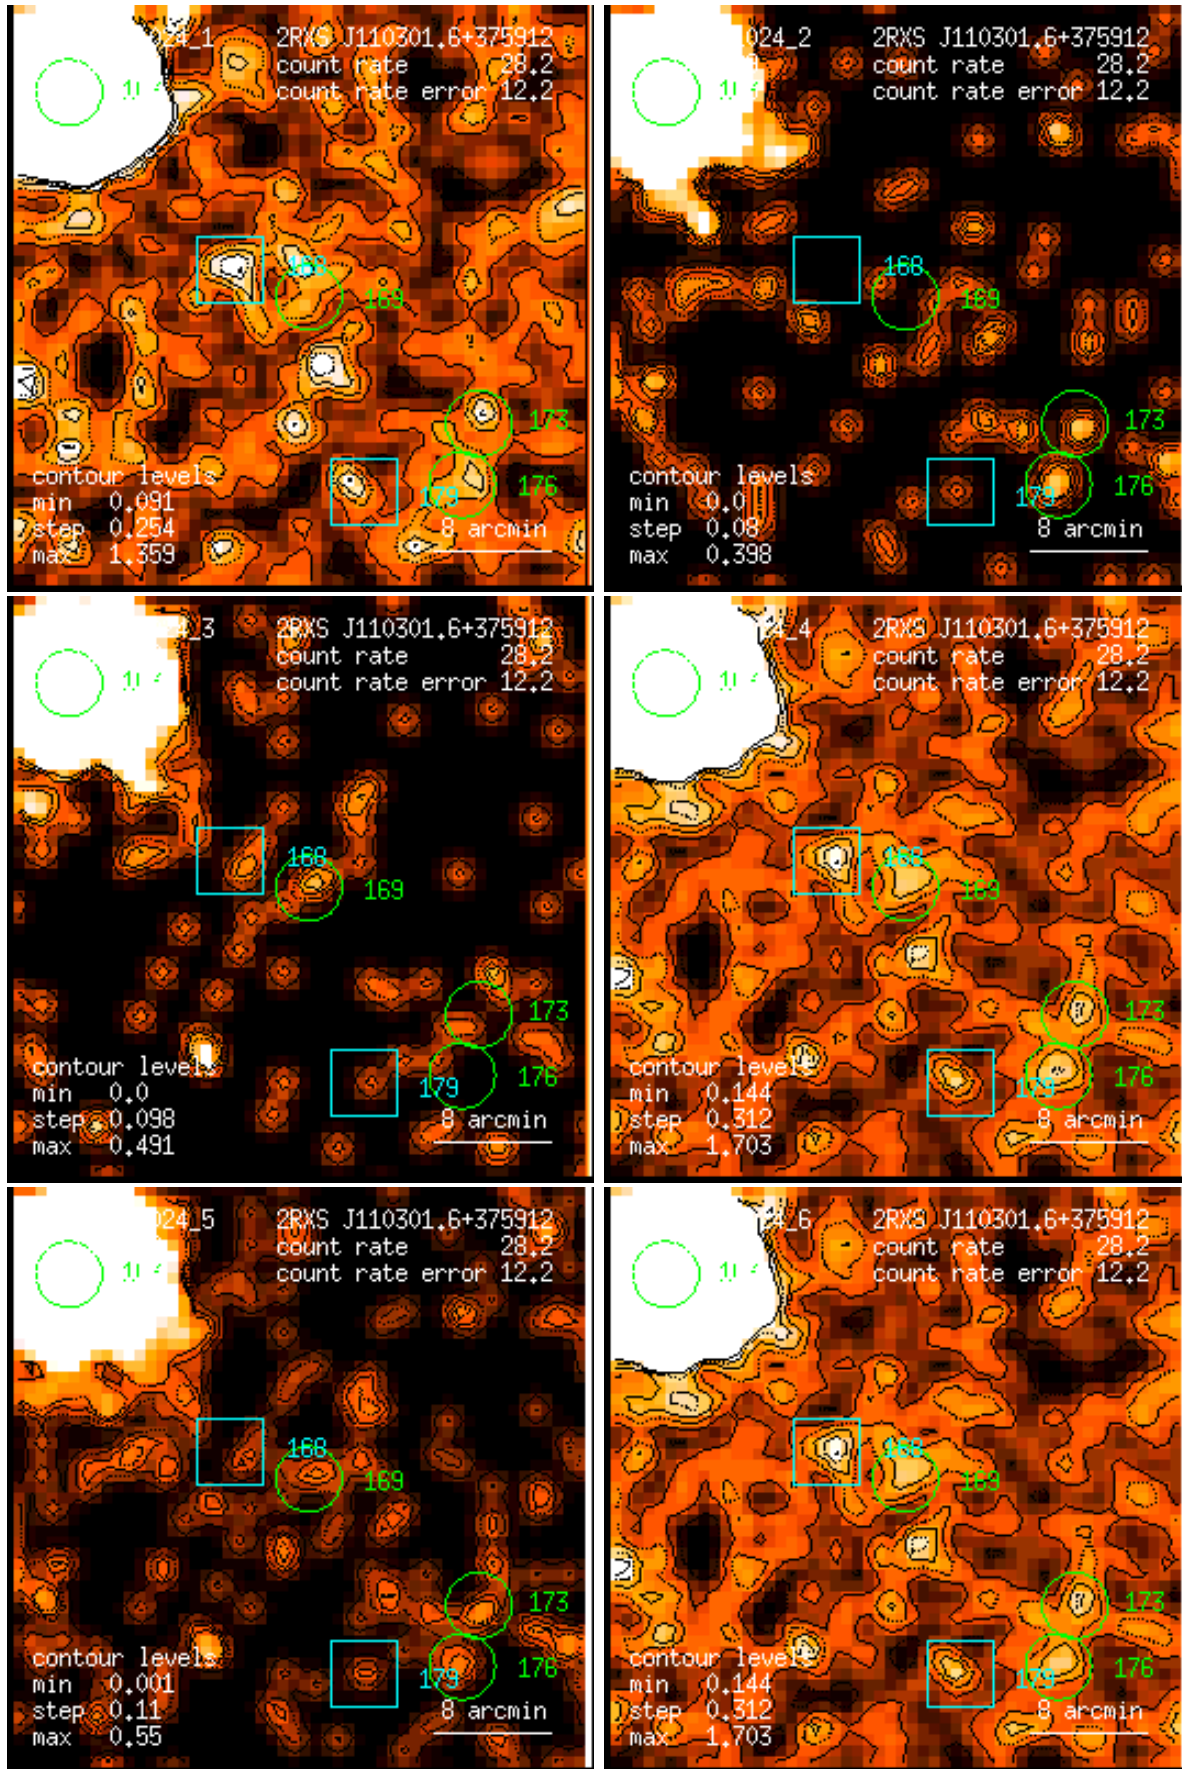 024_1 2RXS J110301.6+375912
count rate 28.2
count rate error 12.2
168
169
173
contour levels
176
min 0.091
179
step 0.254
8 arcmin
max 1.359
024_2 2RXS J110301.6+375912
count rate 28.2
count rate error 12.2
168
169
173
contour levels
176
min 0.0
179
step 0.08
8 arcmin
max 0.398
24_3 2RXS J110301.6+375912
count rate 28.2
count rate error 12.2
168
169
173
contour levels
176
min 0.0
179
step 0.098
8 arcmin
max 0.491
24_4 2RXS J110301.6+375912
count rate 28.2
count rate error 12.2
168
169
173
contour levels
176
min 0.144
179
step 0.312
8 arcmin
max 1.703
024_5 2RXS J110301.6+375912
count rate 28.2
count rate error 12.2
168
169
173
contour levels
176
min 0.001
179
step 0.11
8 arcmin
max 0.55
24_6 2RXS J110301.6+375912
count rate 28.2
count rate error 12.2
168
169
173
contour levels
176
min 0.144
179
step 0.312
8 arcmin
max 1.703